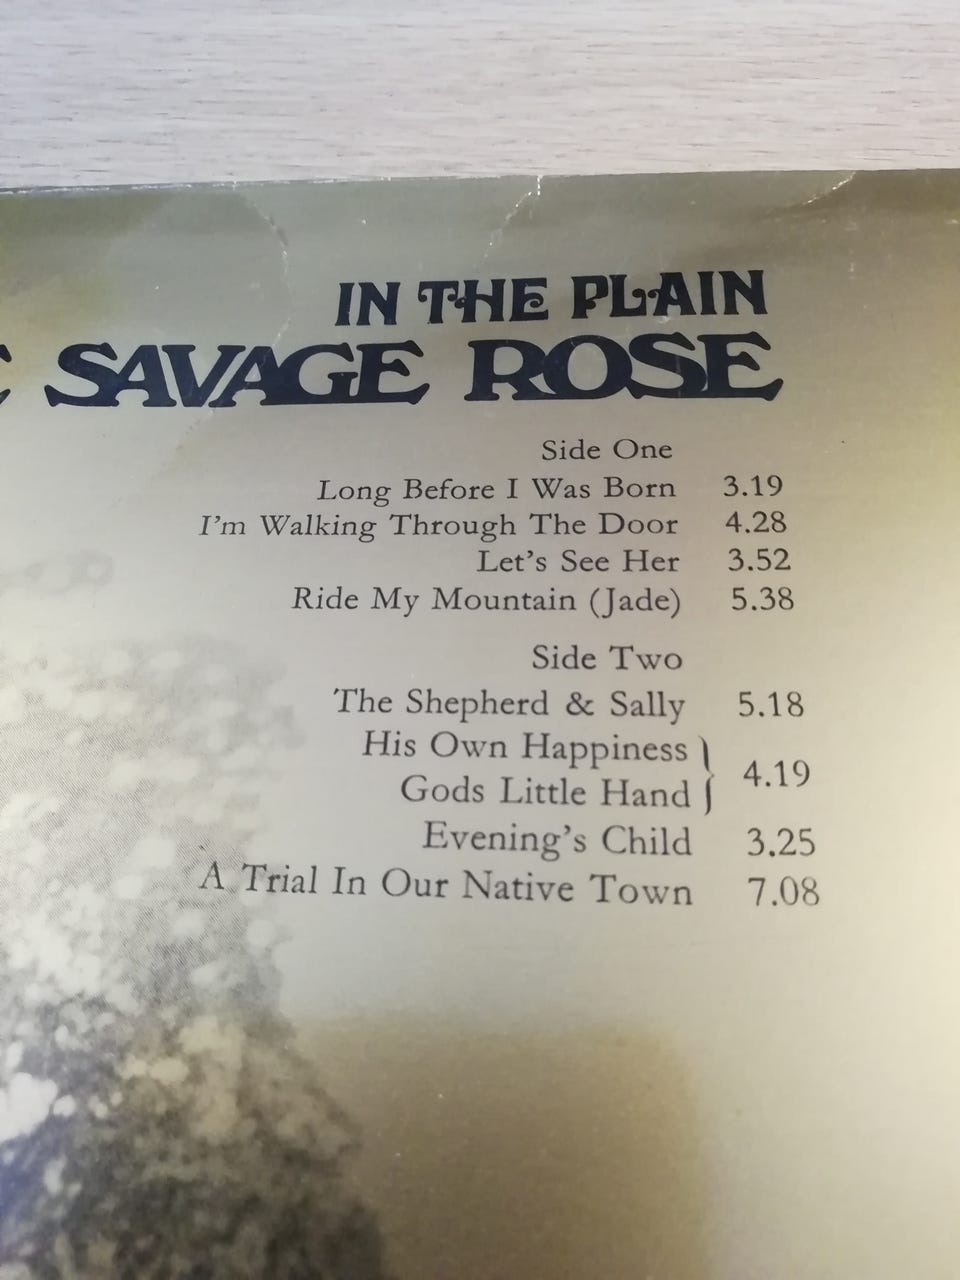 IN THE PLAIN
SAVAGE ROSE
Side One
Long Before I Was Born 3.19
I'm Walking Through The Door 4.28
Let's See Her 3.52
Ride My Mountain (Jade) 5.38
Side Two
The Shepherd & Sally 5.18
His Own Happiness
Gods Little Hand } 4.19
Evening's Child 3.25
A Trial In Our Native Town 7.08